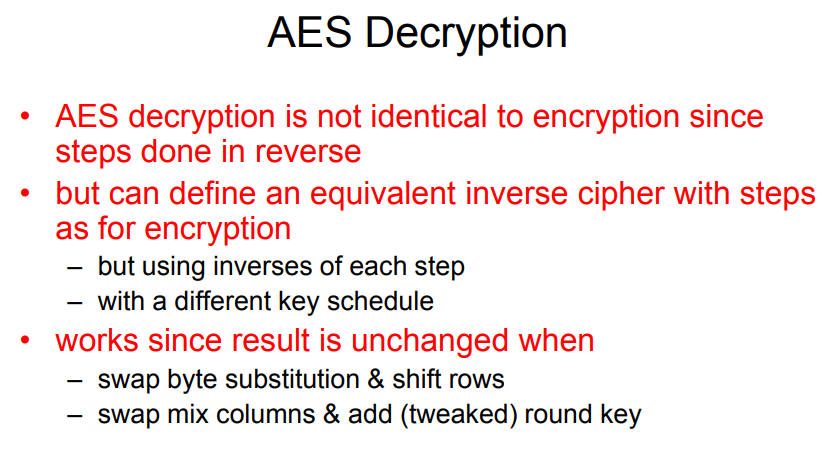 AES Decryption
• AES decryption is not identical to encryption since
steps done in reverse
• but can define an equivalent inverse cipher with steps
as for encryption
– but using inverses of each step
– with a different key schedule
• works since result is unchanged when
– swap byte substitution & shift rows
– swap mix columns & add (tweaked) round key